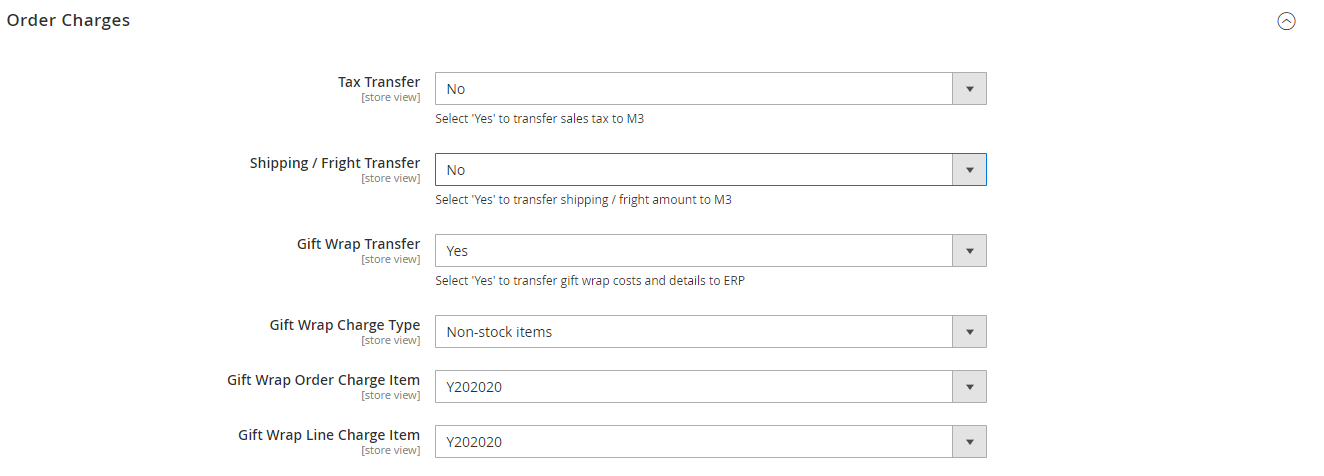 Order Charges
Tax Transfer
[store view]
No
Select 'Yes' to transfer sales tax to M3
Shipping / Fright Transfer
[store view]
No
Select 'Yes' to transfer shipping / fright amount to M3
Gift Wrap Transfer
[store view]
Yes
Select 'Yes' to transfer gift wrap costs and details to ERP
Gift Wrap Charge Type
[store view]
Non-stock items
Gift Wrap Order Charge Item
[store view]
Y202020
Gift Wrap Line Charge Item
[store view]
Y202020